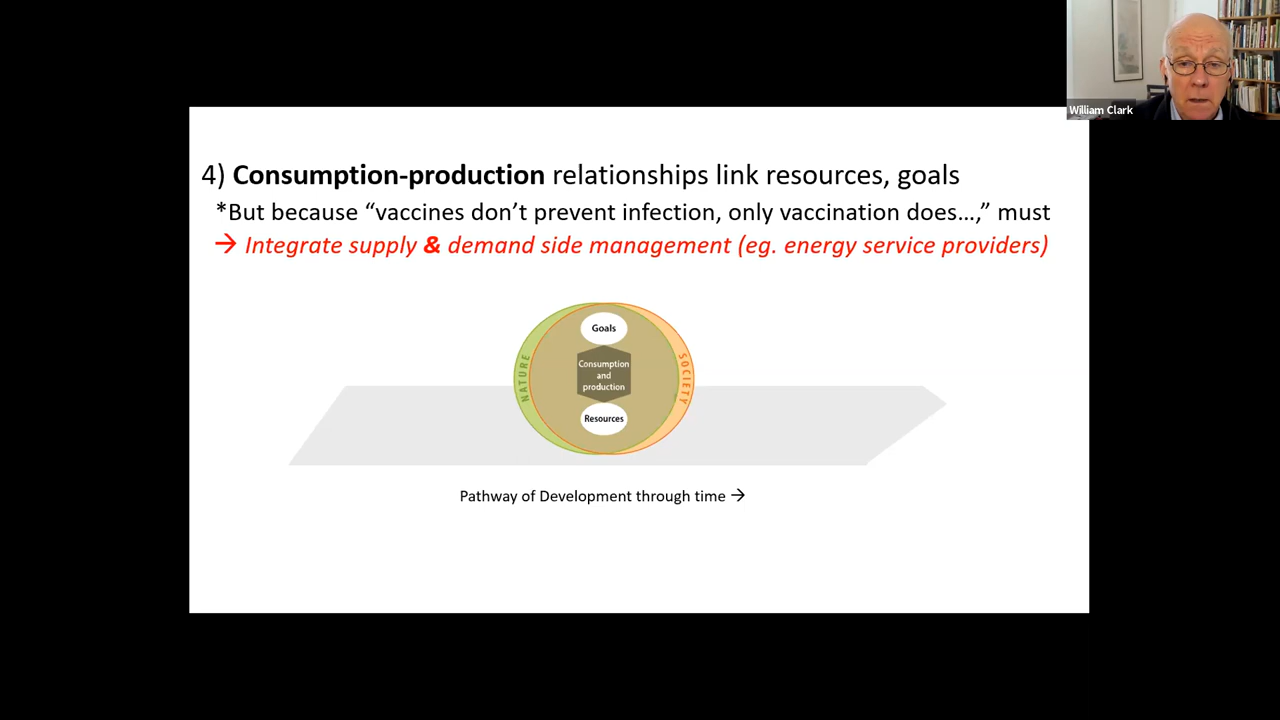 William Clark
4) Consumption-production relationships link resources, goals
*But because “vaccines don’t prevent infection, only vaccination does…,” must
→ Integrate supply & demand side management (eg. energy service providers)
Goals
NATURE
Consumption
and
production
SOCIETY
Resources
Pathway of Development through time →